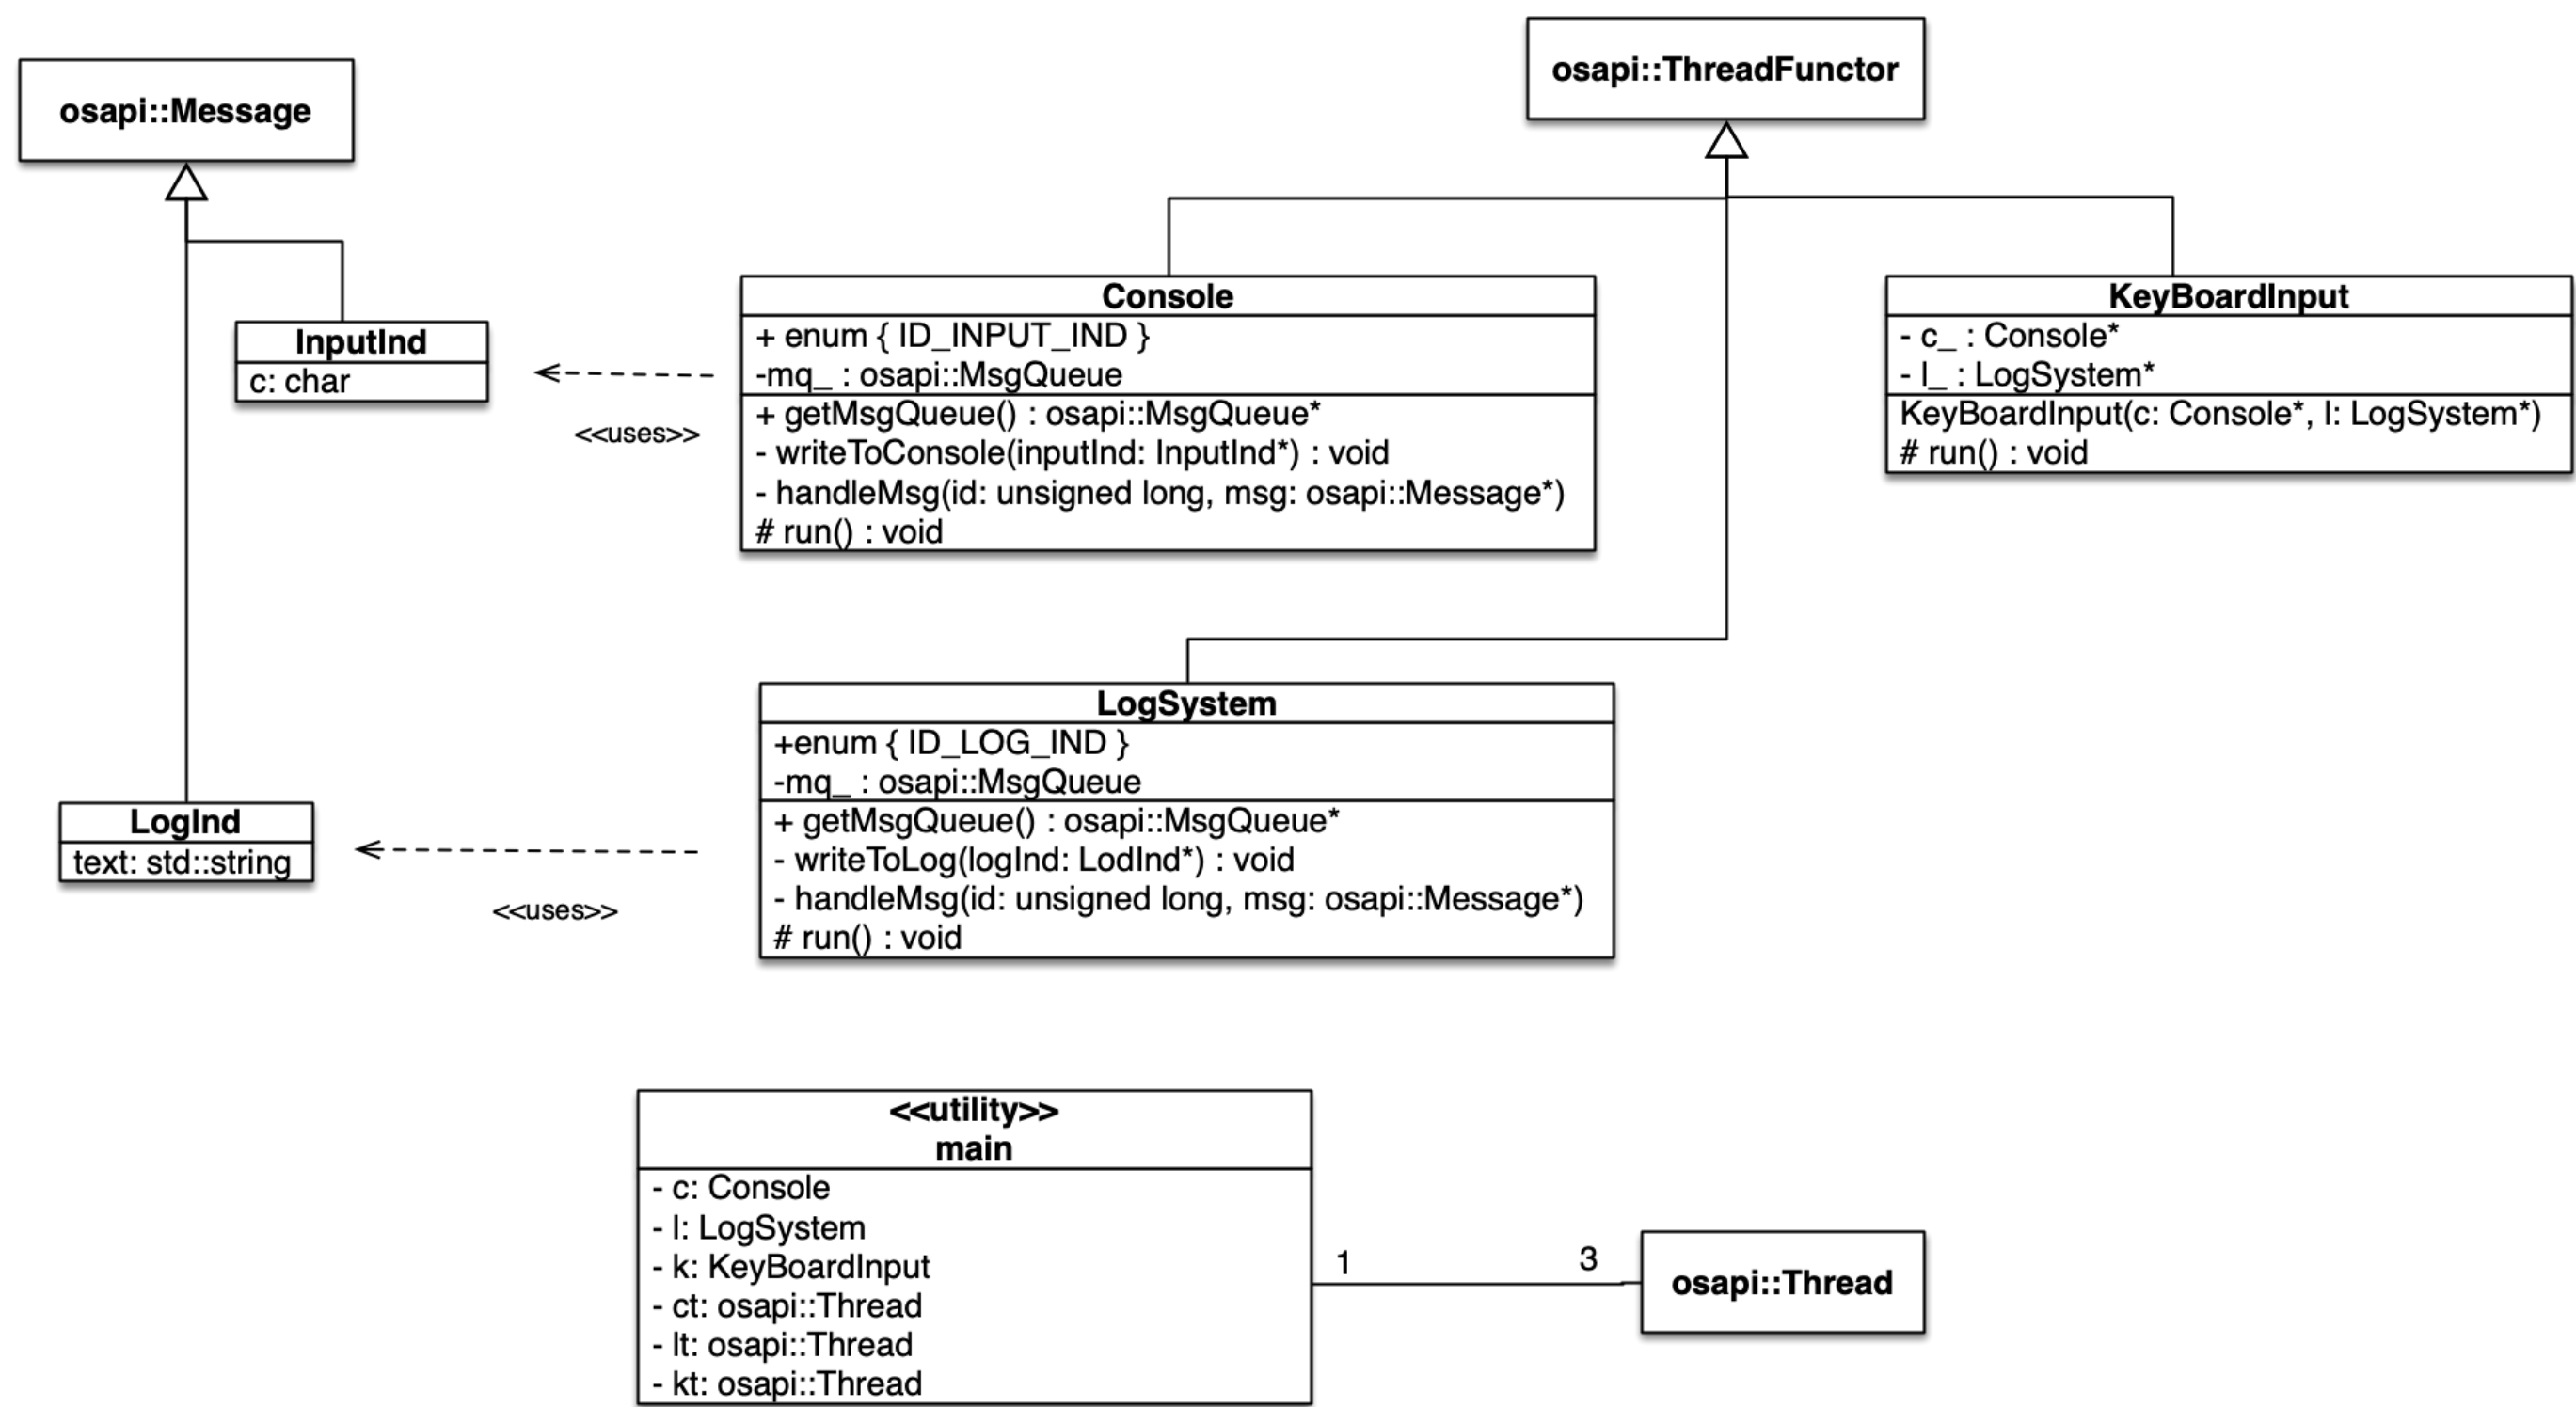 osapi::ThreadFunctor
osapi::Message
Console
+ enum { ID_INPUT_IND }
-mq_ : osapi::MsgQueue
+ getMsgQueue() : osapi::MsgQueue*
- writeToConsole(inputInd: InputInd*) : void
- handleMsg(id: unsigned long, msg: osapi::Message*)
# run() : void
KeyBoardInput
- c_ : Console*
- l_ : LogSystem*
KeyBoardInput(c: Console*, l: LogSystem*)
# run() : void
InputInd
c: char
<<uses>>
LogSystem
+enum { ID_LOG_IND }
-mq_ : osapi::MsgQueue
+ getMsgQueue() : osapi::MsgQueue*
- writeToLog(logInd: LodInd*) : void
- handleMsg(id: unsigned long, msg: osapi::Message*)
# run() : void
LogInd
text: std::string
<<uses>>
<<utility>>
main
- c: Console
- l: LogSystem
- k: KeyBoardInput
- ct: osapi::Thread
- lt: osapi::Thread
- kt: osapi::Thread
1
3
osapi::Thread